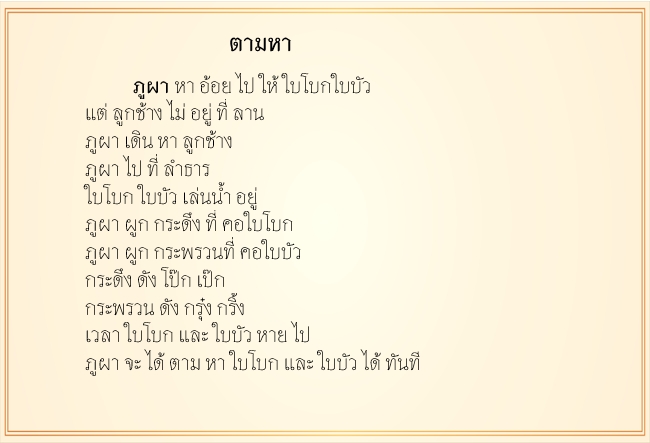 ตามหา
ภูผา หา อ้อย ไป ให้ ใบโบกใบบัว
แต่ ลูกช้าง ไม่ อยู่ ที่ ลาน
ภูผา เดิน หา ลูกช้าง
ภูผา ไป ที่ ลำธาร
ใบโบก ใบบัว เล่นน้ำ อยู่
ภูผา ผูก กระดึง ที่ คอใบโบก
ภูผา ผูก กระพรวนที่ คอใบบัว
กระดึง ดัง โป๊ก เป๊ก
กระพรวน ดัง กรุ๋ง กริ้ง
เวลา ใบโบก และ ใบบัว หาย ไป
ภูผา จะ ได้ ตาม หา ใบโบก และ ใบบัว ได้ ทันที